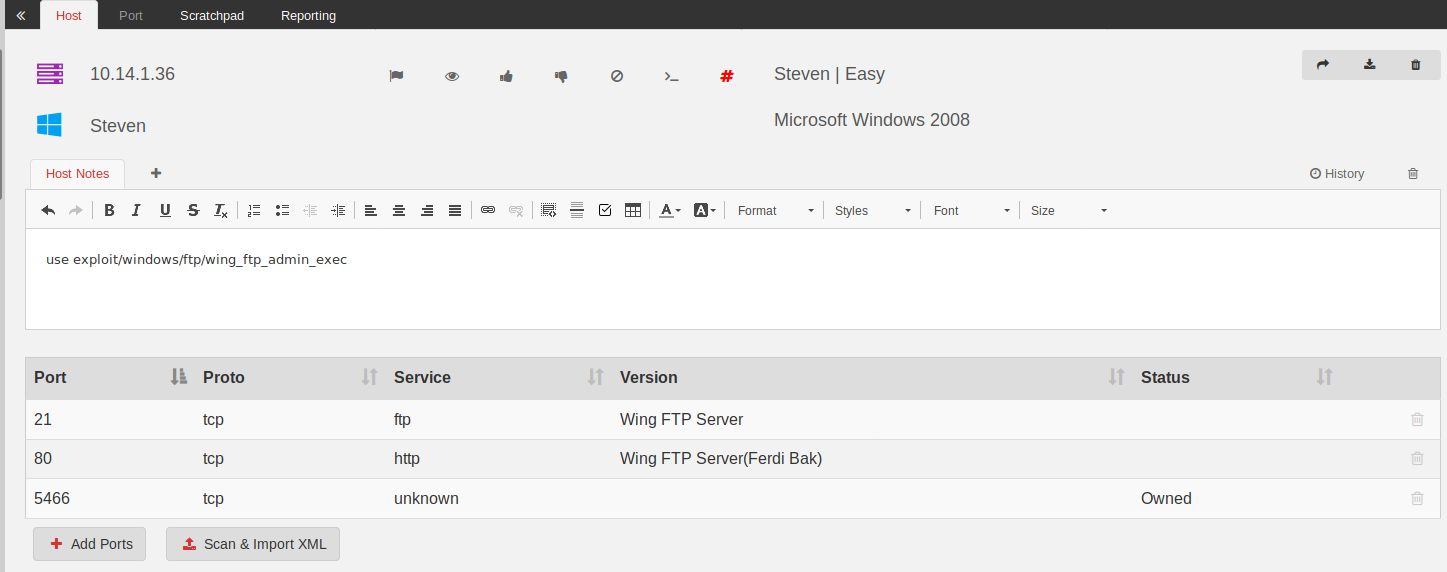 Host Port Scratchpad Reporting
10.14.1.36 # Steven | Easy
Steven Microsoft Windows 2008
Host Notes + History
B I U S Tx A A Format Styles Font Size
use exploit/windows/ftp/wing_ftp_admin_exec
Port Proto Service Version Status
21 tcp ftp Wing FTP Server
80 tcp http Wing FTP Server(Ferdi Bak)
5466 tcp unknown Owned
Add Ports Scan & Import XML